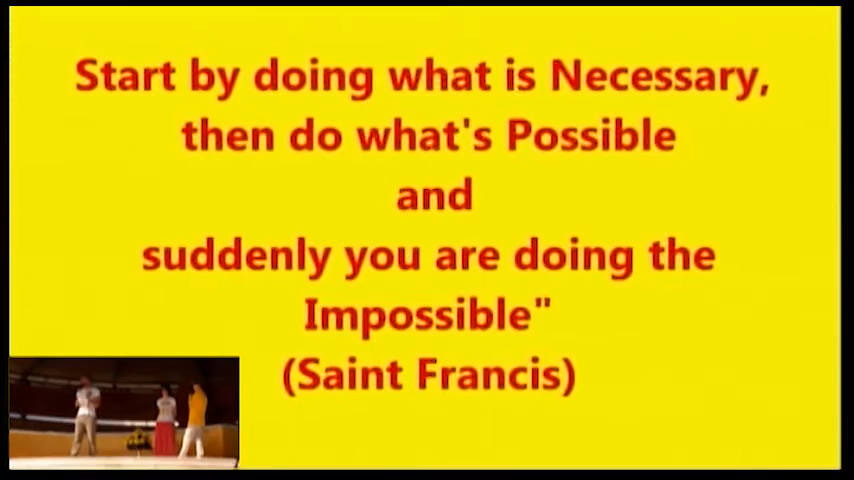 Start by doing what is Necessary,
then do what's Possible
and
suddenly you are doing the
Impossible"
(Saint Francis)